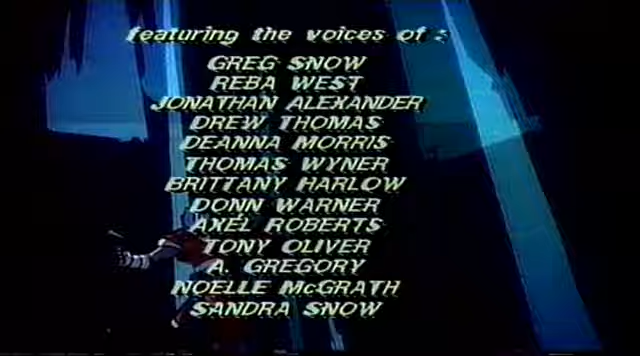 featuring the voices of :
GREG SNOW
REBA WEST
JONATHAN ALEXANDER
DREW THOMAS
DEANNA MORRIS
THOMAS WYNER
BRITTANY HARLOW
DONN WARNER
AXEL ROBERTS
TONY OLIVER
A. GREGORY
NOELLE McGRATH
SANDRA SNOW